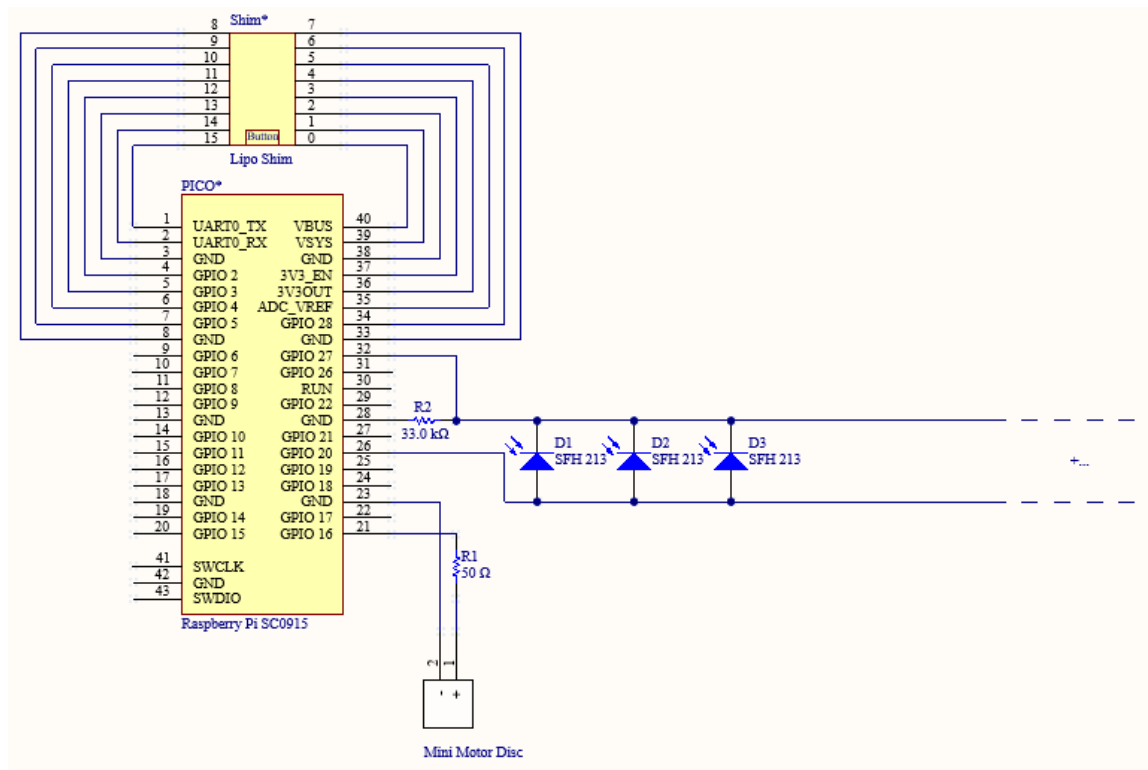 Shim*
8 7
9 6
10 5
11 4
12 3
13 2
14 1
15 Button 0
Lipo Shim
PICO*
1 UART0_TX VBUS 40
2 UART0_RX VSYS 39
3 GND GND 38
4 GPIO 2 3V3_EN 37
5 GPIO 3 3V3OUT 36
6 GPIO 4 ADC_VREF 35
7 GPIO 5 GPIO 28 34
8 GND GND 33
9 GPIO 6 GPIO 27 32
10 GPIO 7 GPIO 26 31
11 GPIO 8 RUN 30
12 GPIO 9 GPIO 22 29
13 GND GND 28
14 GPIO 10 GPIO 21 27
15 GPIO 11 GPIO 20 26
16 GPIO 12 GPIO 19 25
17 GPIO 13 GPIO 18 24
18 GND GND 23
19 GPIO 14 GPIO 17 22
20 GPIO 15 GPIO 16 21
41 SWCLK
42 GND
43 SWDIO
Raspberry Pi SC0915
R2
33.0 kΩ
D1
SFH 213
D2
SFH 213
D3
SFH 213
+...
R1
50 Ω
2 1
- +
Mini Motor Disc